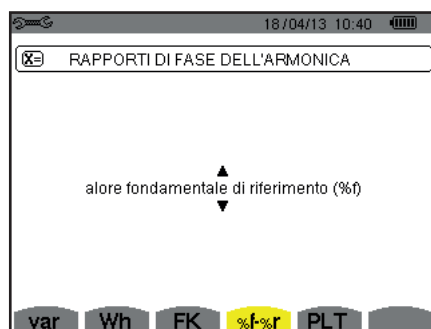 18/04/13 10:40
X= RAPPORTI DI FASE DELL'ARMONICA
alore fondamentale di riferimento (%f)
var Wh FK %f-%r PLT